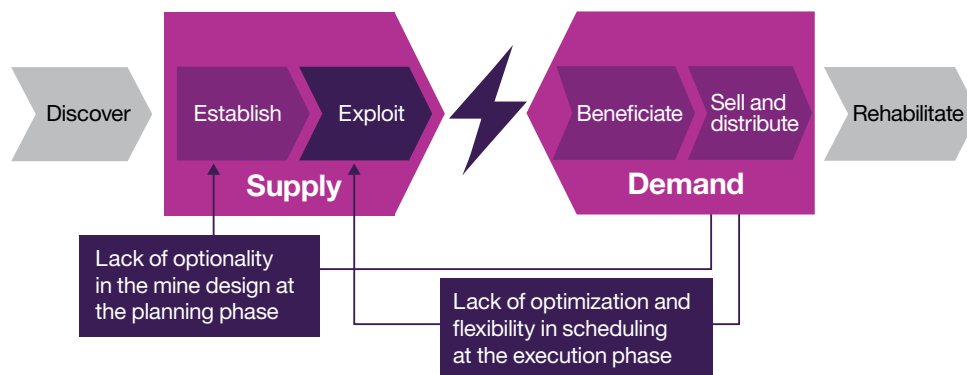 Discover
Establish
Exploit
Supply
Beneficiate
Sell and
distribute
Demand
Rehabilitate
Lack of optionality
in the mine design at
the planning phase
Lack of optimization and
flexibility in scheduling
at the execution phase